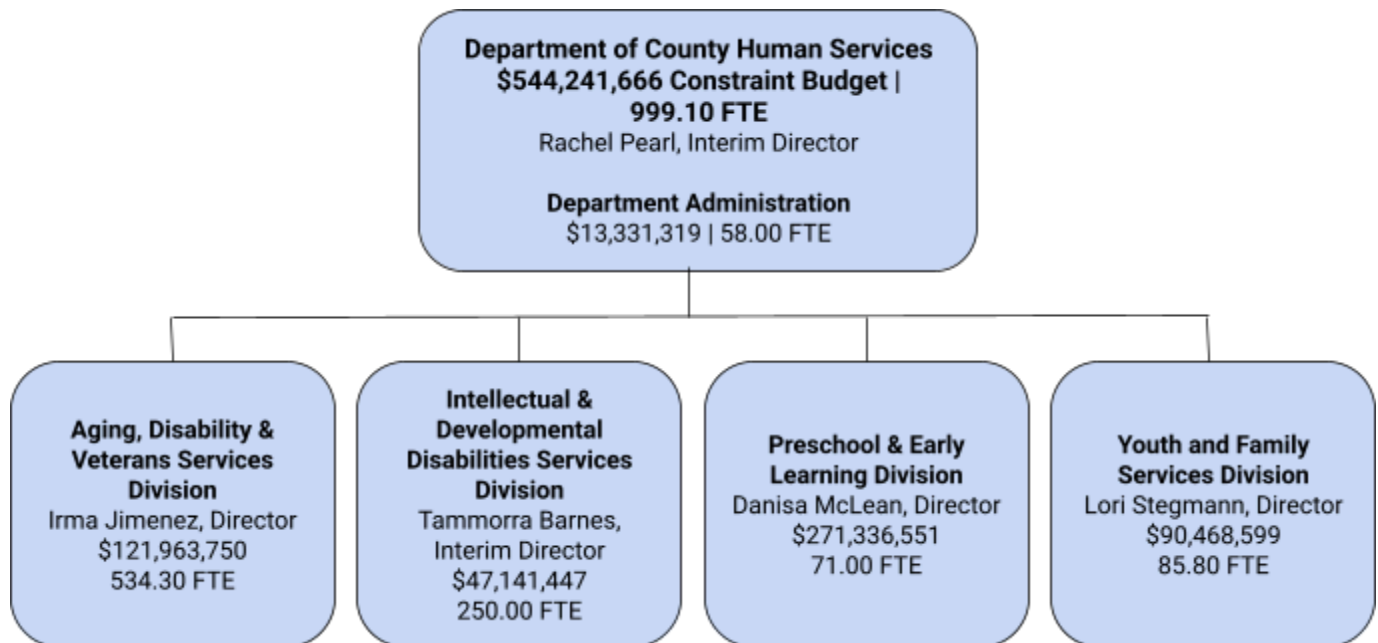 Department of County Human Services
$544,241,666 Constraint Budget |
999.10 FTE
Rachel Pearl, Interim Director
Department Administration
$13,331,319 | 58.00 FTE
Aging, Disability &
Veterans Services
Division
Irma Jimenez, Director
$121,963,750
534.30 FTE
Intellectual &
Developmental
Disabilities Services
Division
Tammorra Barnes,
Interim Director
$47,141,447
250.00 FTE
Preschool & Early
Learning Division
Danisa McLean, Director
$271,336,551
71.00 FTE
Youth and Family
Services Division
Lori Stegmann, Director
$90,468,599
85.80 FTE